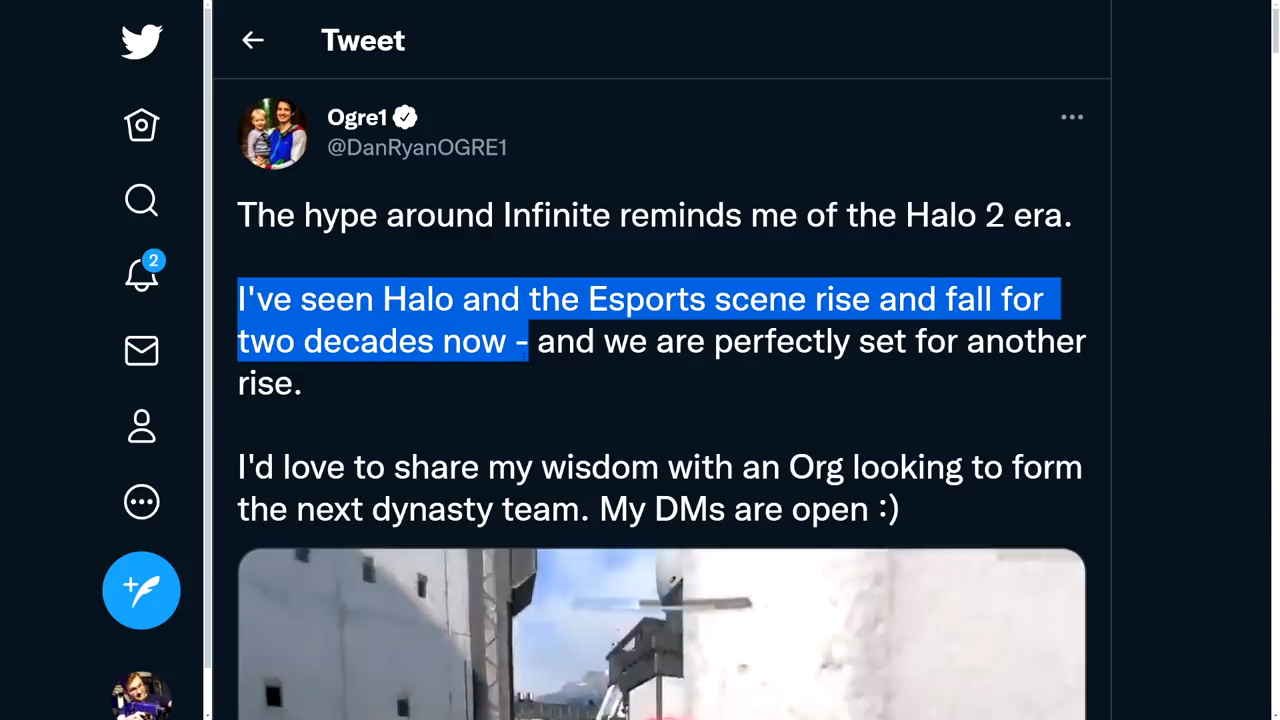 Tweet
Ogre1
@DanRyanOGRE1
The hype around Infinite reminds me of the Halo 2 era.
I've seen Halo and the Esports scene rise and fall for
two decades now - and we are perfectly set for another
rise.
I'd love to share my wisdom with an Org looking to form
the next dynasty team. My DMs are open :)
2